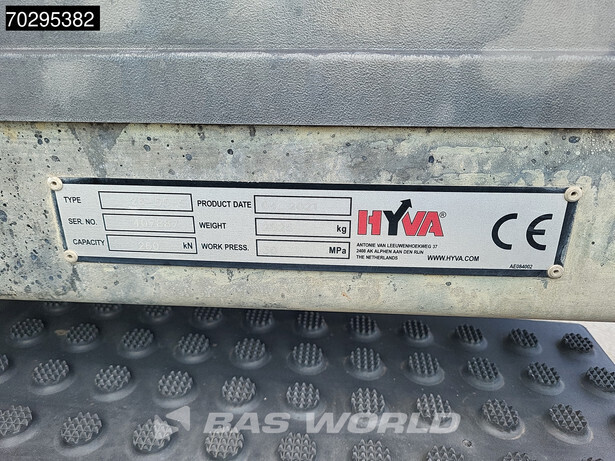 70295382
TYPE
PRODUCT DATE
HYVA®
CE
SER. NO.
WEIGHT
kg
ANTONIE VAN LEEUWENHOEKWEG 37
2408 AK ALPHEN AAN DEN RIJN
THE NETHERLANDS
WWW.HYVA.COM
CAPACITY
kN
WORK PRESS.
MPa
AE084002
BAS WORLD